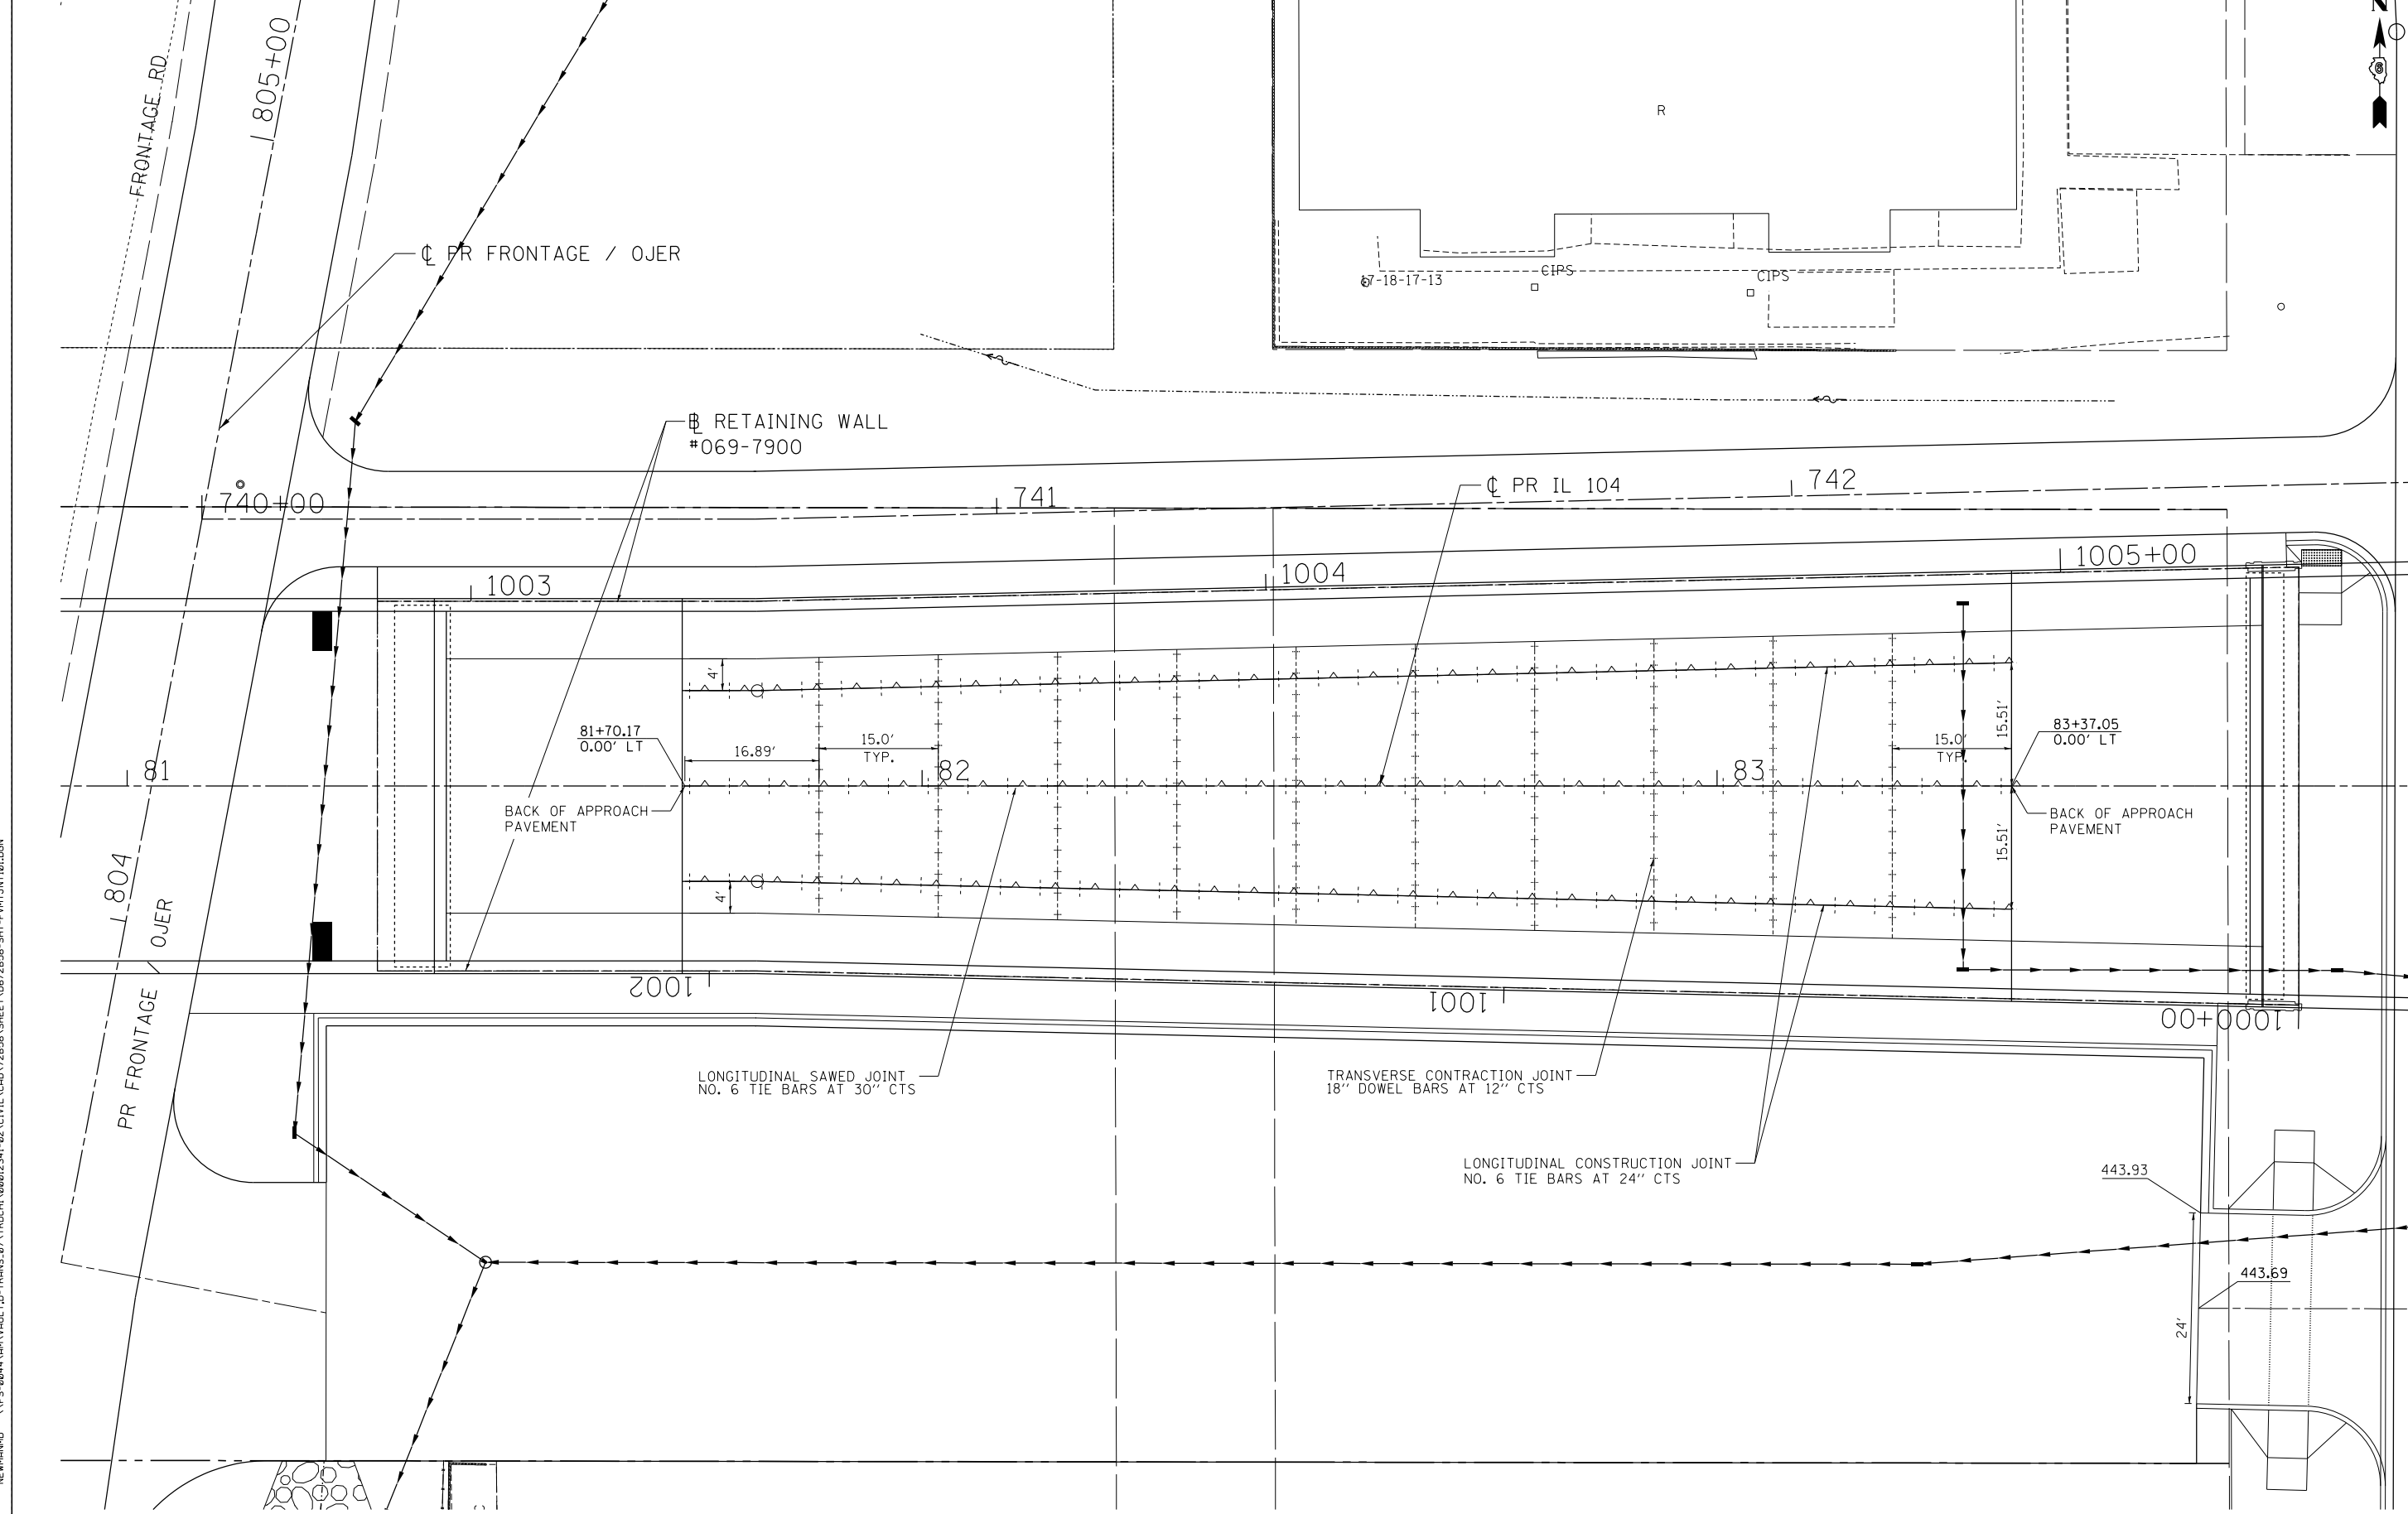 N
6
FRONTAGE RD
805+00
R
℄ PR FRONTAGE / OJER
17-18-17-13
CIPS
CIPS
B̶L RETAINING WALL
#069-7900
740+00
741
℄ PR IL 104
742
1003
1004
1005+00
4'
81+70.17
0.00' LT
16.89'
15.0'
TYP.
15.51'
15.0'
TYP.
83+37.05
0.00' LT
81
82
83
BACK OF APPROACH
PAVEMENT
BACK OF APPROACH
PAVEMENT
15.51'
804
4'
PR FRONTAGE / OJER
1002
1001
1000+00
LONGITUDINAL SAWED JOINT
NO. 6 TIE BARS AT 30" CTS
TRANSVERSE CONTRACTION JOINT
18" DOWEL BARS AT 12" CTS
LONGITUDINAL CONSTRUCTION JOINT
NO. 6 TIE BARS AT 24" CTS
443.93
443.69
24'